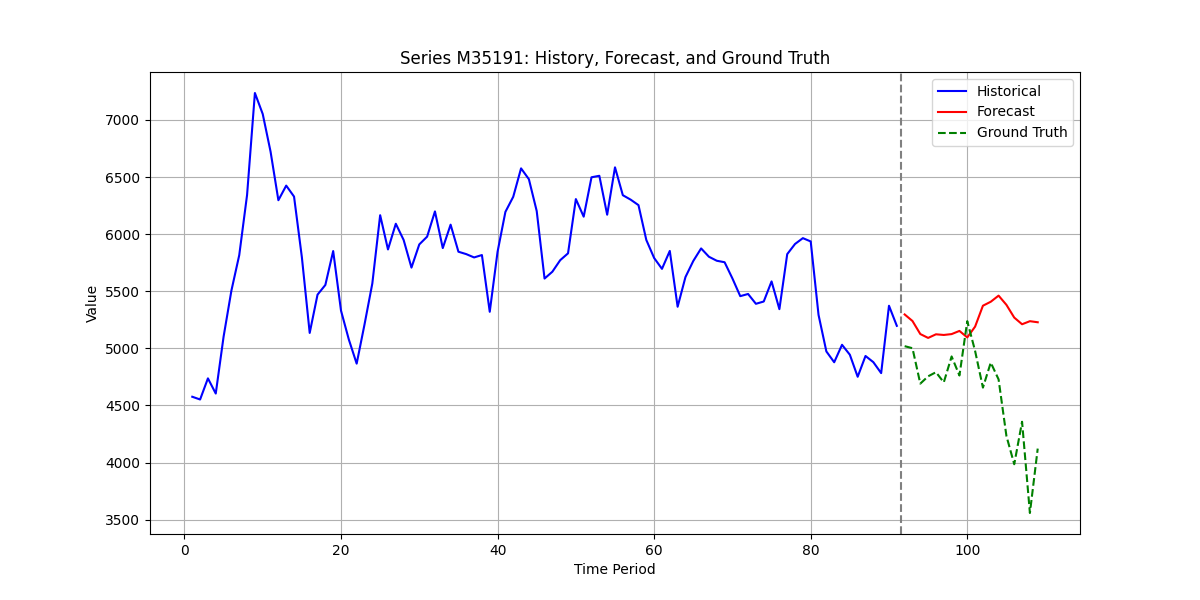 Series M35191: History, Forecast, and Ground Truth
Historical
Forecast
Ground Truth
7000
6500
6000
5500
5000
4500
4000
3500
Value
0 20 40 60 80 100
Time Period